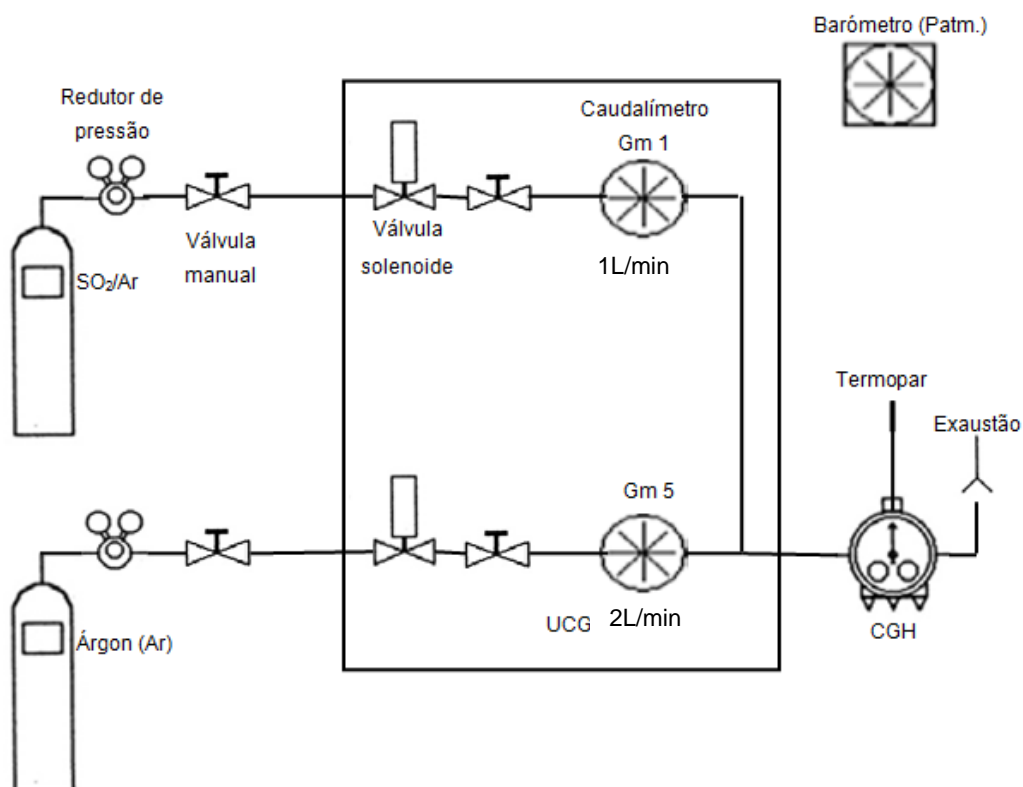 Barómetro (Patm.)
Redutor de
pressão
Caudalímetro
Gm 1
Válvula
manual
Válvula
solenoide
1L/min
SO₂/Ar
Termopar
Exaustão
Gm 5
UCG
2L/min
CGH
Árgon (Ar)